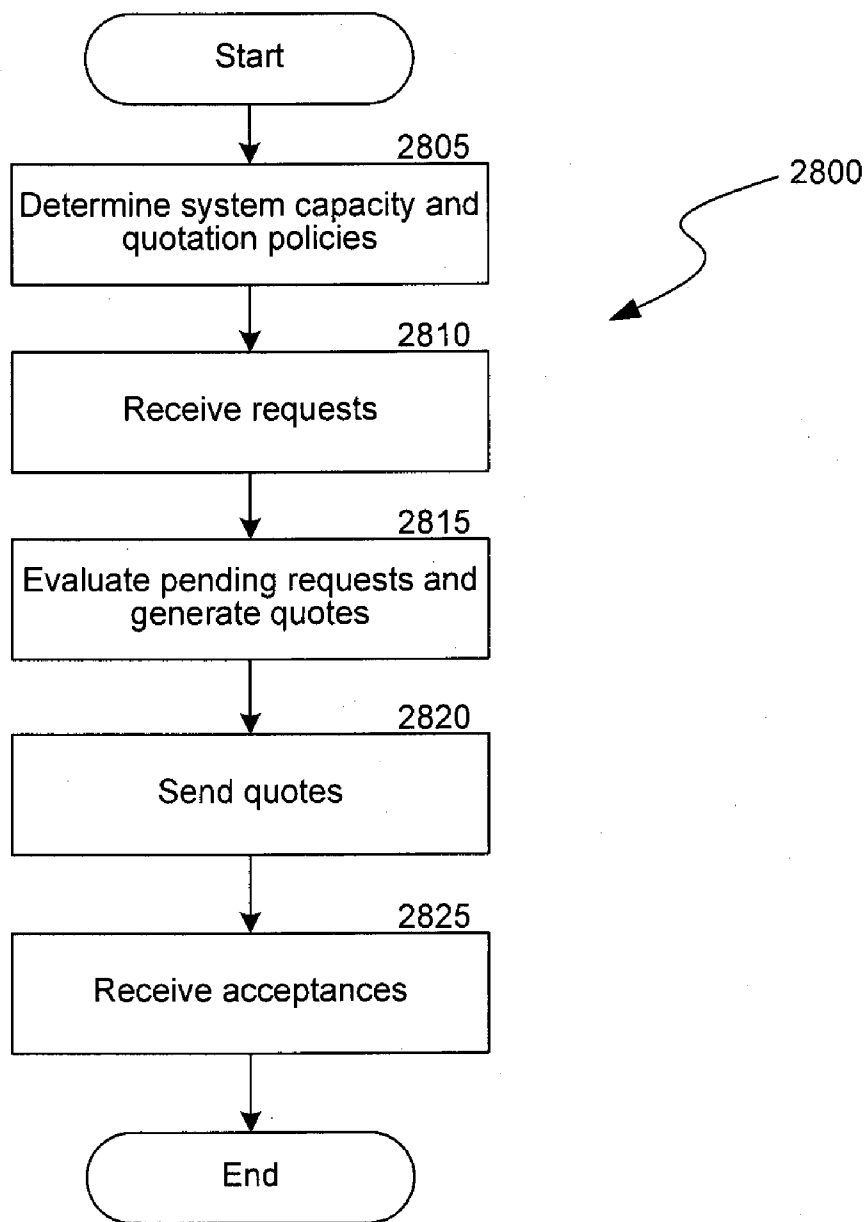 Start
2805
2800
Determine system capacity and
quotation policies
2810
Receive requests
2815
Evaluate pending requests and
generate quotes
2820
Send quotes
2825
Receive acceptances
End